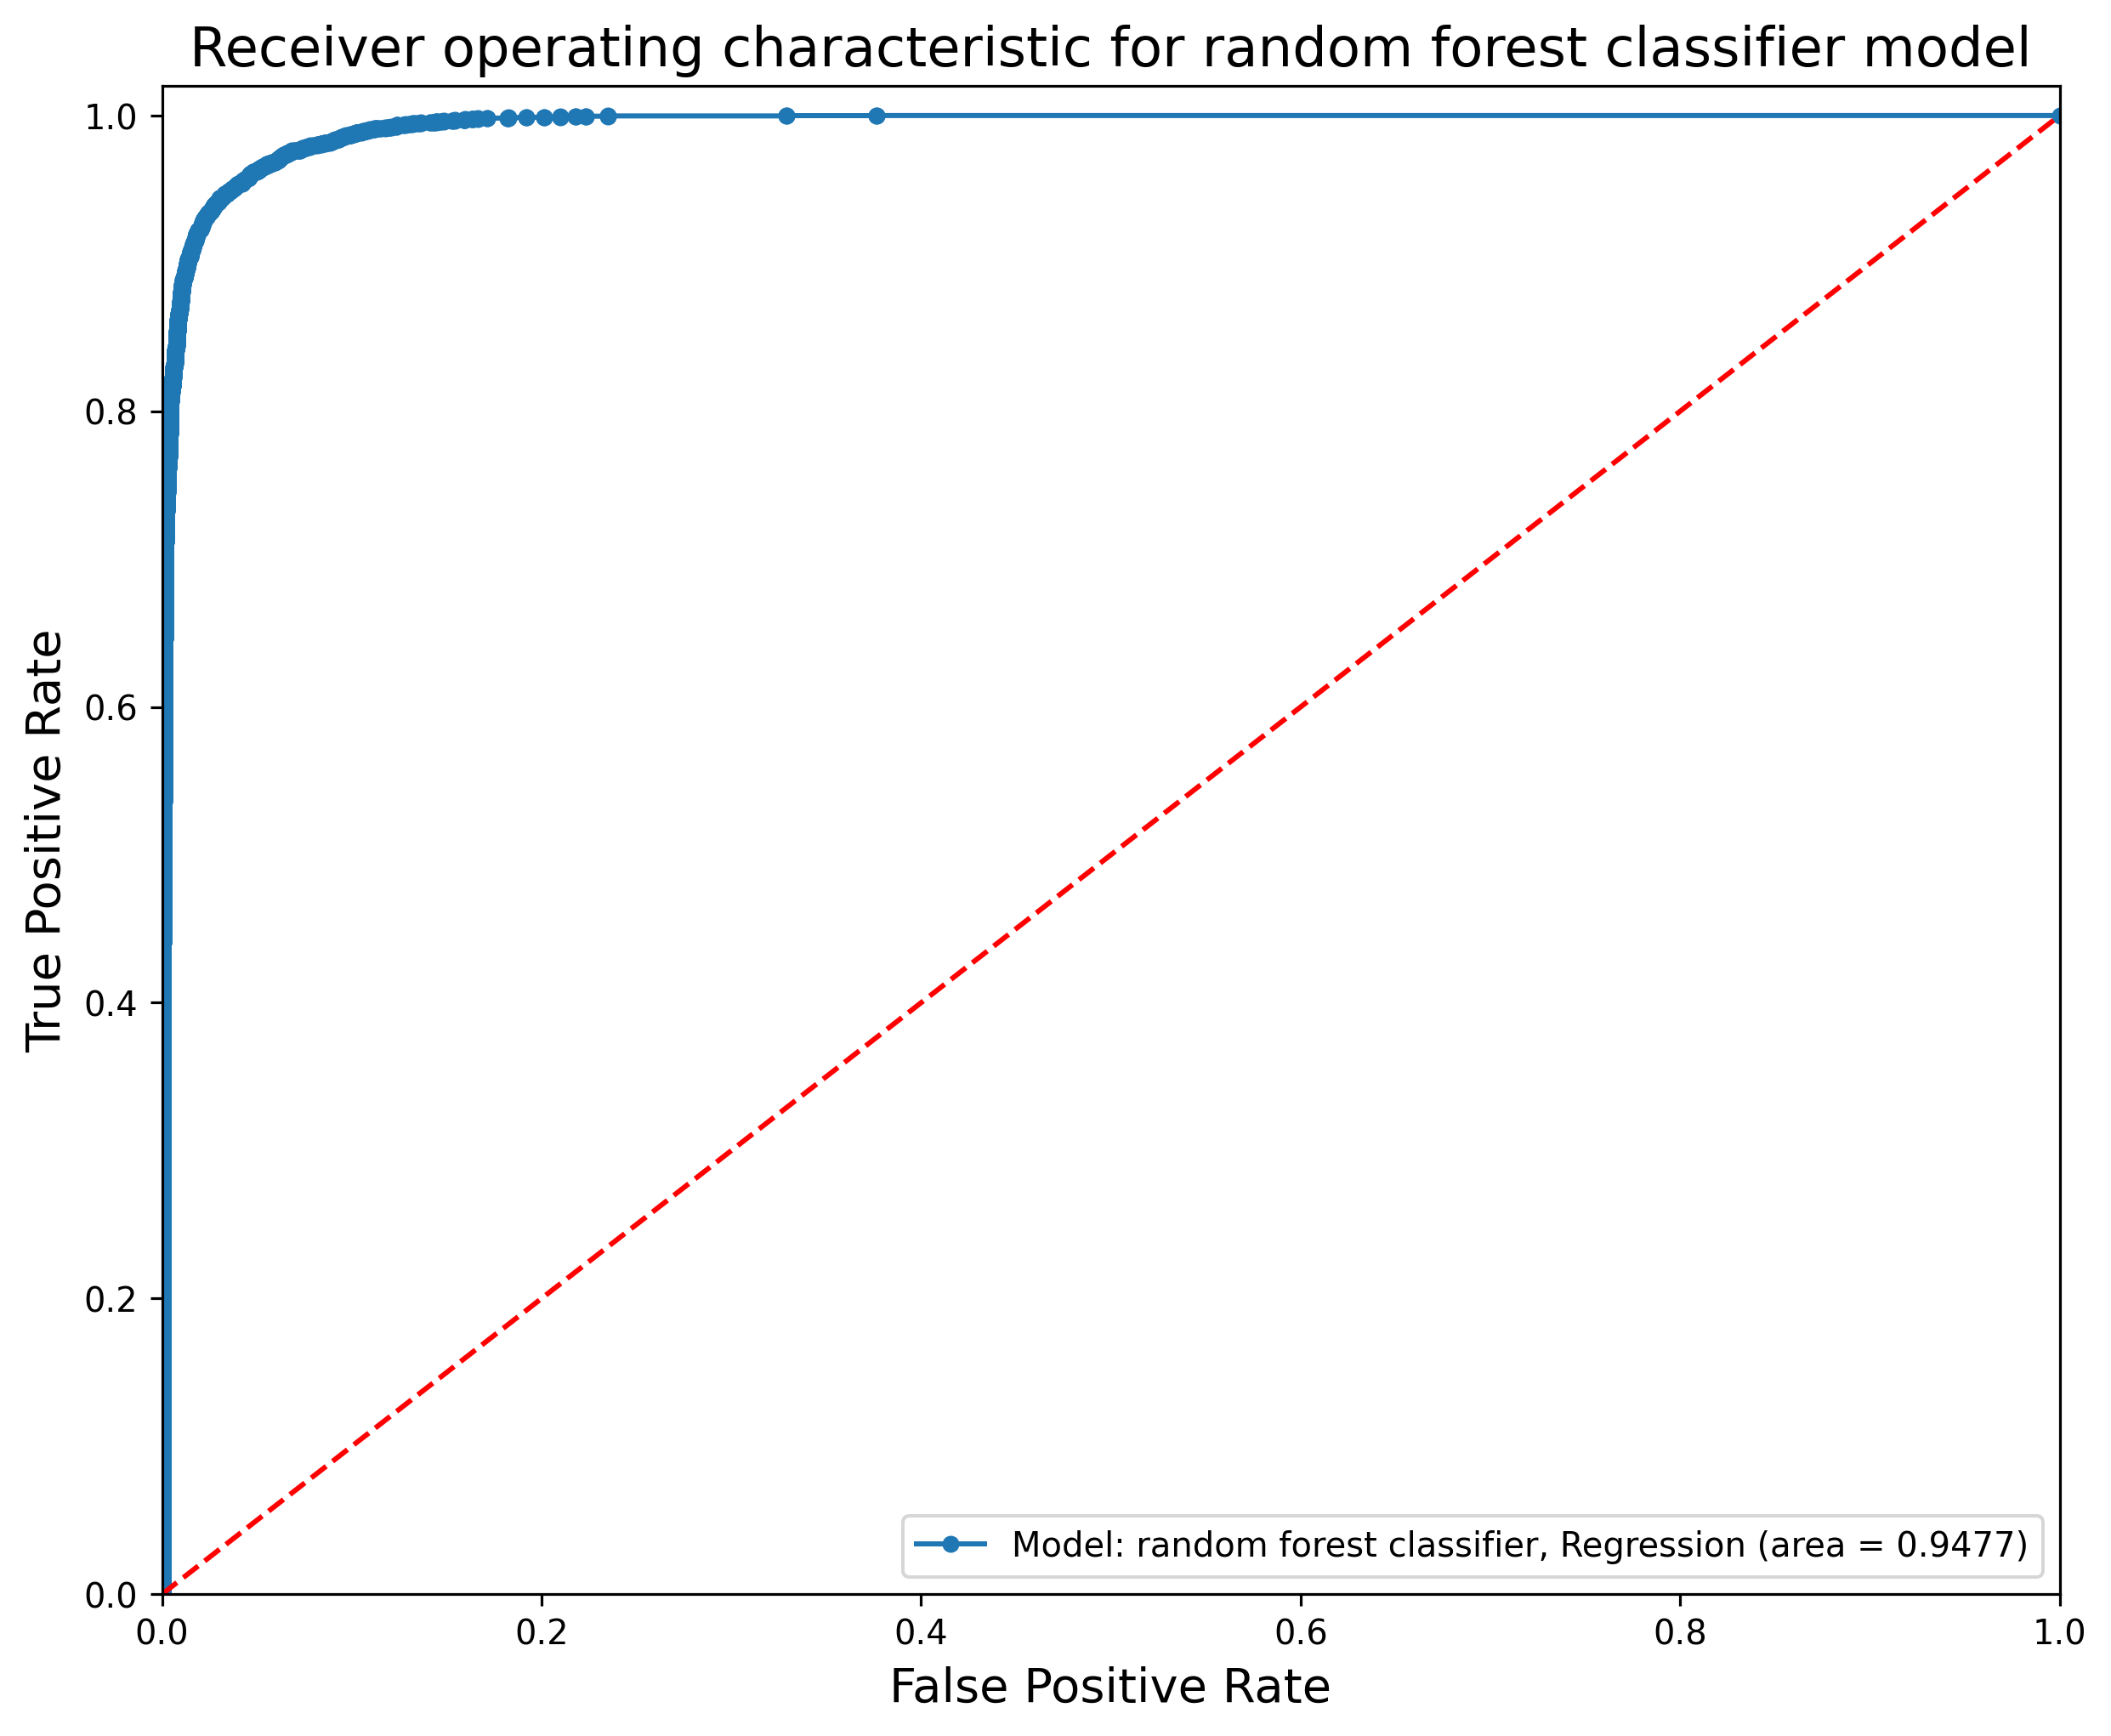 Receiver operating characteristic for random forest classifier model
1.0
0.8
0.6
0.4
0.2
0.0
True Positive Rate
Model: random forest classifier, Regression (area = 0.9477)
0.0 0.2 0.4 0.6 0.8 1.0
False Positive Rate